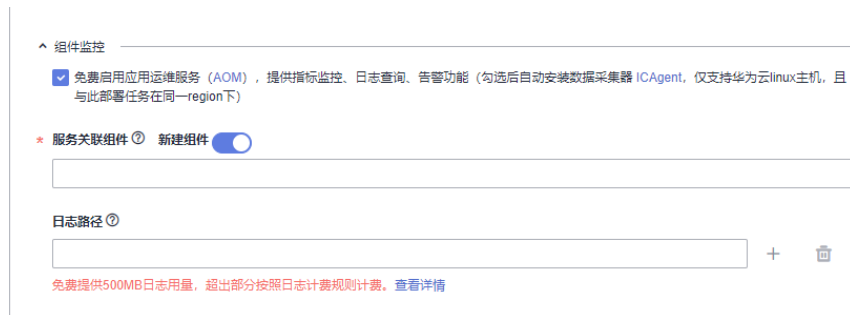 组件监控
免费启用应用运维服务（AOM），提供指标监控、日志查询、告警功能（勾选后自动安装数据采集器 ICAgent，仅支持华为云linux主机，且
与此部署任务在同一region下）
* 服务关联组件 ? 新建组件
日志路径 ?
免费提供500MB日志用量，超出部分按照日志计费规则计费。查看详情